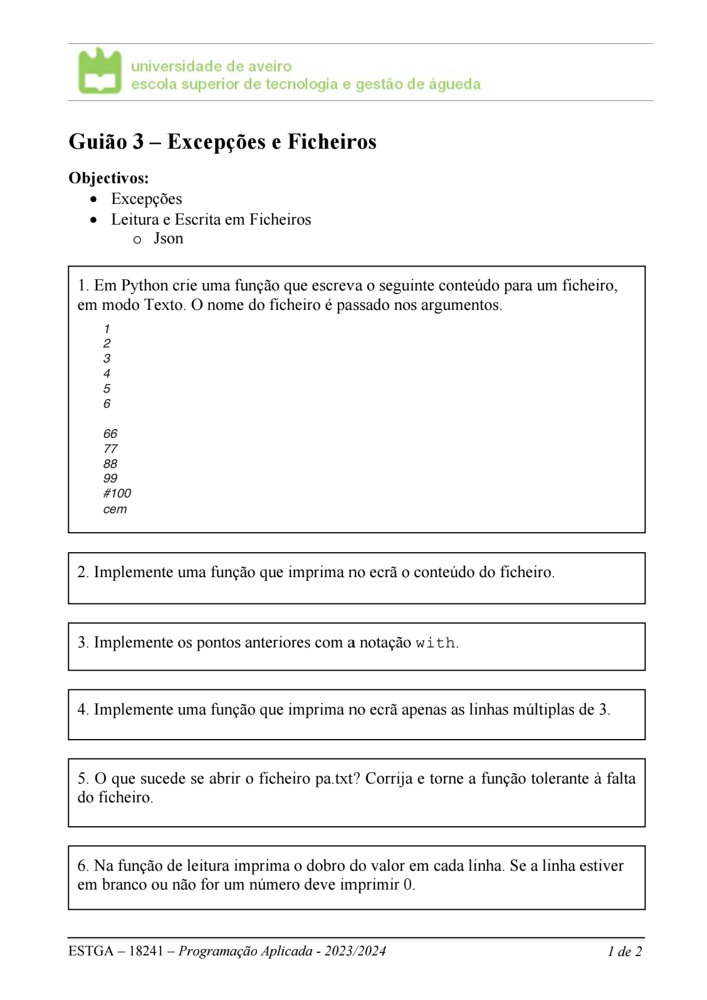 universidade de aveiro
escola superior de tecnologia e gestão de águeda
Guião 3 – Excepções e Ficheiros
Objectivos:
• Excepções
• Leitura e Escrita em Ficheiros
o Json
1. Em Python crie uma função que escreva o seguinte conteúdo para um ficheiro,
em modo Texto. O nome do ficheiro é passado nos argumentos.
1
2
3
4
5
6
66
77
88
99
#100
cem
2. Implemente uma função que imprima no ecrã o conteúdo do ficheiro.
3. Implemente os pontos anteriores com a notação with.
4. Implemente uma função que imprima no ecrã apenas as linhas múltiplas de 3.
5. O que sucede se abrir o ficheiro pa.txt? Corrija e torne a função tolerante à falta
do ficheiro.
6. Na função de leitura imprima o dobro do valor em cada linha. Se a linha estiver
em branco ou não for um número deve imprimir 0.
ESTGA – 18241 – Programação Aplicada - 2023/2024 1 de 2